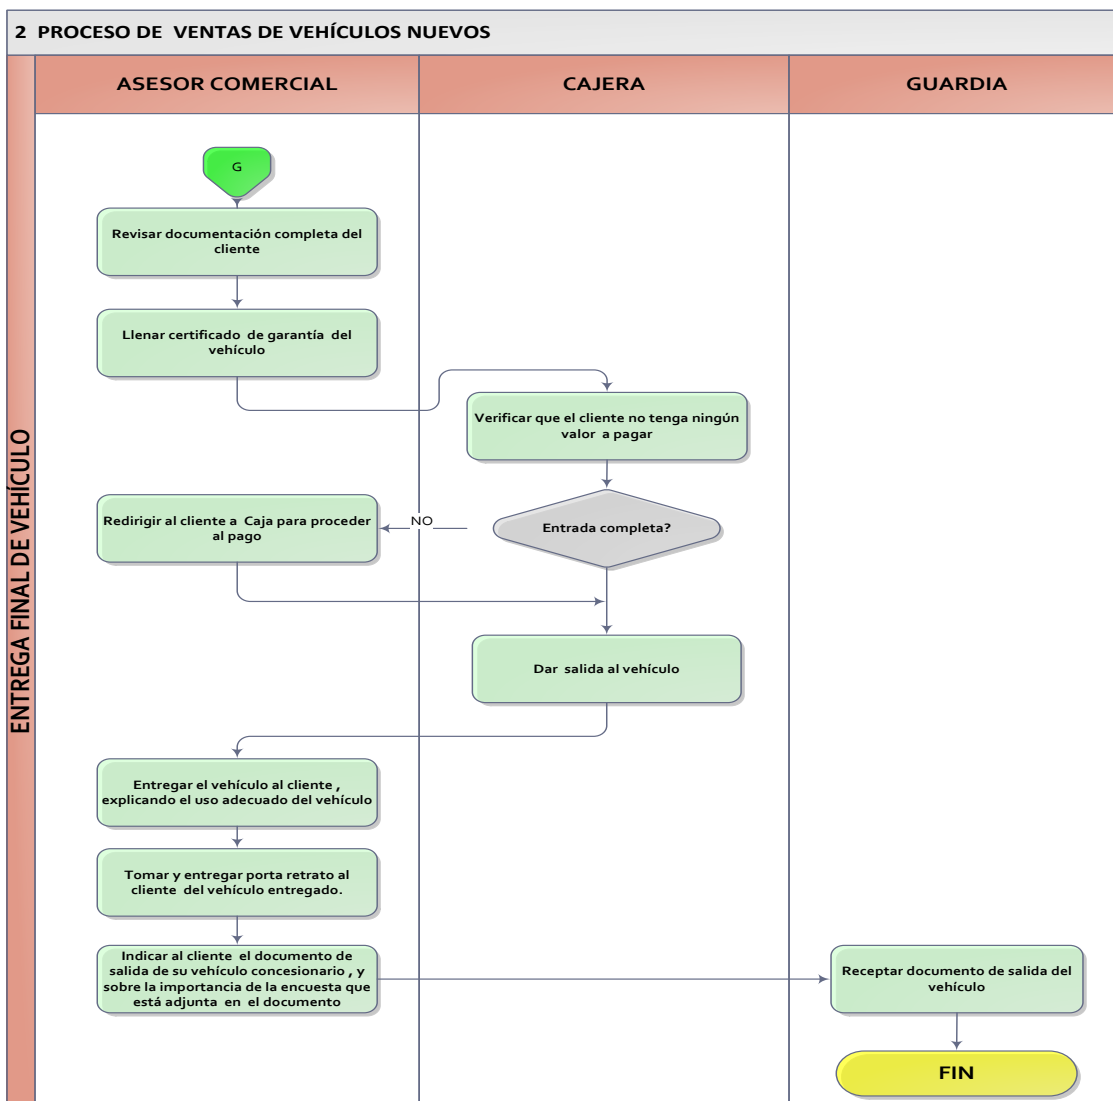 2 PROCESO DE VENTAS DE VEHÍCULOS NUEVOS
ASESOR COMERCIAL
CAJERA
GUARDIA
ENTREGA FINAL DE VEHÍCULO
G
Revisar documentación completa del
cliente
Llenar certificado de garantía del
vehículo
Verificar que el cliente no tenga ningún
valor a pagar
Entrada completa?
NO
Redirigir al cliente a Caja para proceder
al pago
Dar salida al vehículo
Entregar el vehículo al cliente ,
explicando el uso adecuado del vehículo
Tomar y entregar porta retrato al
cliente del vehículo entregado.
Indicar al cliente el documento de
salida de su vehículo concesionario , y
sobre la importancia de la encuesta que
está adjunta en el documento
Receptar documento de salida del
vehículo
FIN